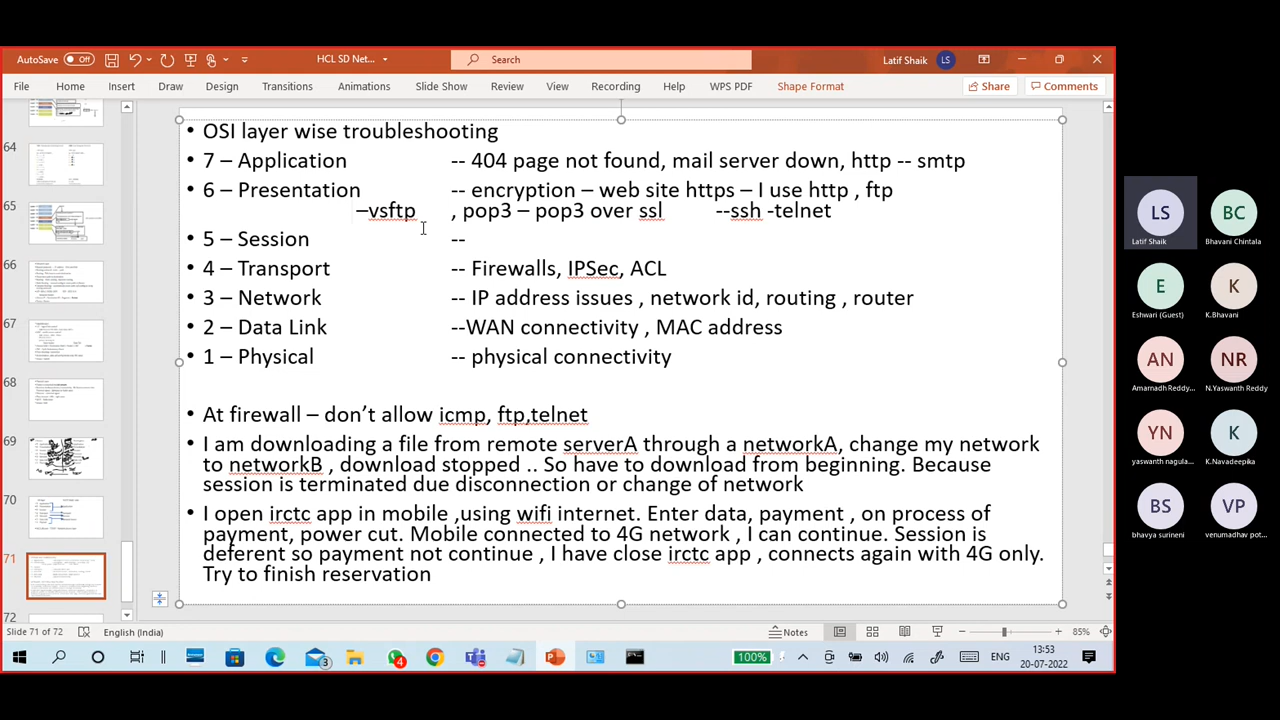 AutoSave Off HCL SD Net... Search Latif Shaik LS
File Home Insert Draw Design Transitions Animations Slide Show Review View Recording Help WPS PDF Shape Format Share Comments
• OSI layer wise troubleshooting
• 7 – Application -- 404 page not found, mail server down, http -- smtp
• 6 – Presentation -- encryption – web site https – I use http , ftp
–vsftp , pop3 – pop3 over ssl --ssh -telnet
• 5 – Session --
• 4 – Transport -- Firewalls, IPSec, ACL
• 3 – Network -- IP address issues , network id, routing , router
• 2 – Data Link --WAN connectivity , MAC address
• 1 – Physical -- physical connectivity
• At firewall – don't allow icmp, ftp,telnet
• I am downloading a file from remote serverA through a networkA, change my network
to networkB , download stopped .. So have to download from beginning. Because
session is terminated due disconnection or change of network
• I open irctc app in mobile ,using wifi internet. Enter data, payment , on process of
payment, power cut. Mobile connected to 4G network , I can continue. Session is
deferent so payment not continue , I have close irctc app , connects again with 4G only.
Try to finish reservation
64
65
66
67
68
69
70
71
72
LS BC
Latif Shaik Bhavani Chintala
E K
Eshwari (Guest) K.Bhavani
AN NR
Amarnadh Reddy... N.Yaswanth Reddy
YN K
yaswanth nagula... K.Navadeepika
BS VP
bhavya surineni venumadhav pot...
Slide 71 of 72 English (India) Notes 85%
3 4 100% ENG 13:53
20-07-2022